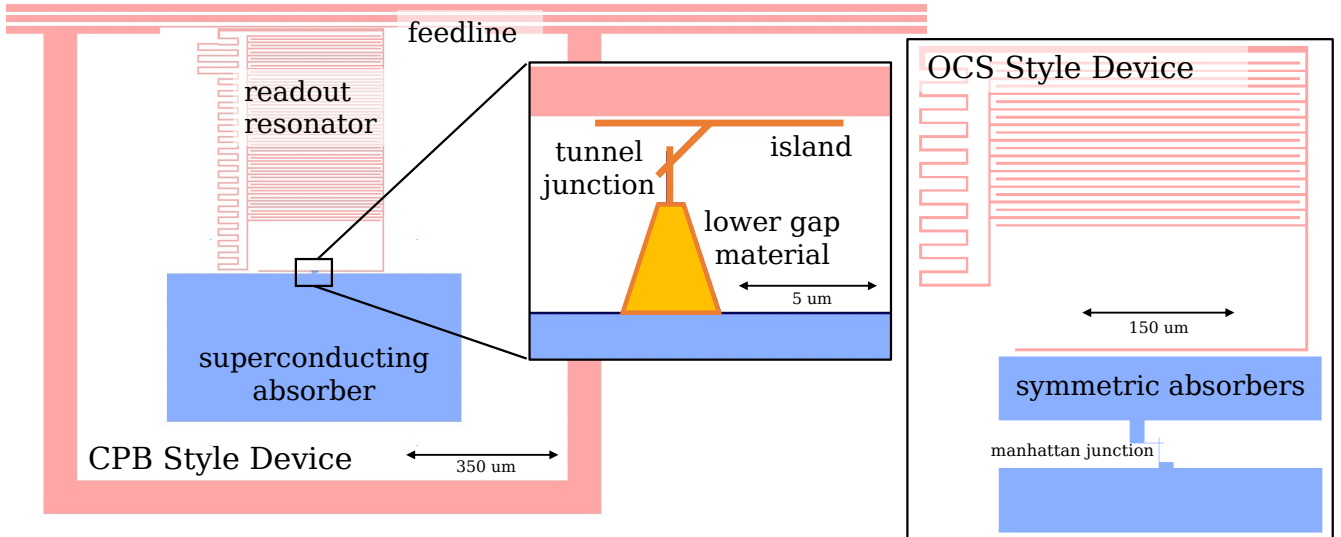 feedline
readout
resonator
superconducting
absorber
CPB Style Device
350 um
tunnel
junction
island
lower gap
material
5 um
OCS Style Device
150 um
symmetric absorbers
manhattan junction